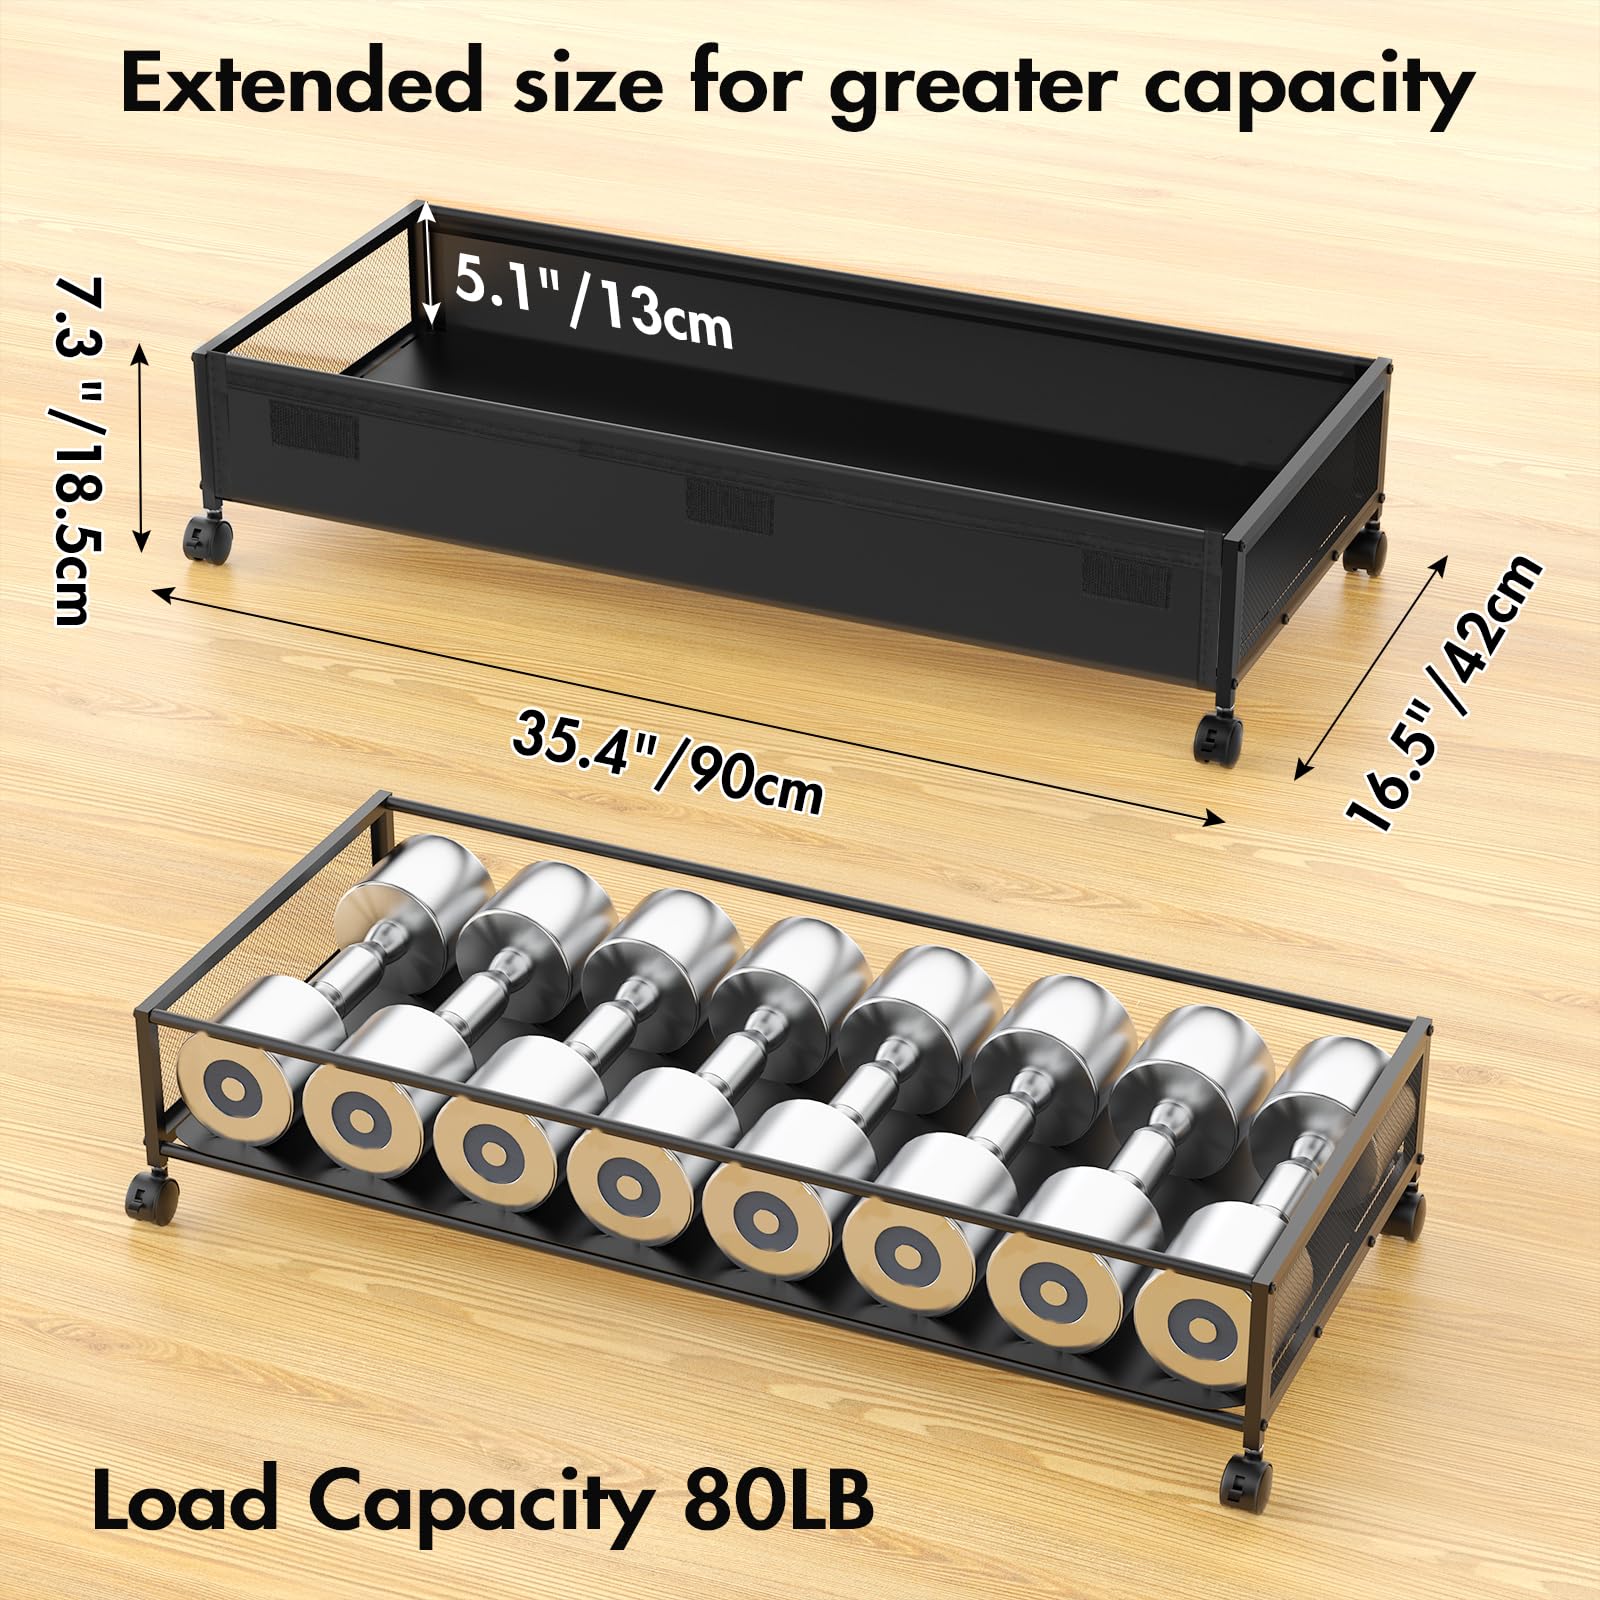 Extended size for greater capacity
5.1"/13cm
7.3"/18.5cm
35.4"/90cm
16.5"/42cm
Load Capacity 80LB